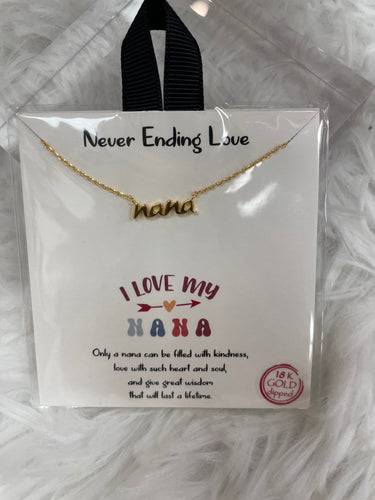 Never Ending Love
nana
I LOVE MY
NANA
Only a nana can be filled with kindness,
love with such heart and soul,
and give great wisdom
that will last a lifetime.
18K
GOLD
dipped